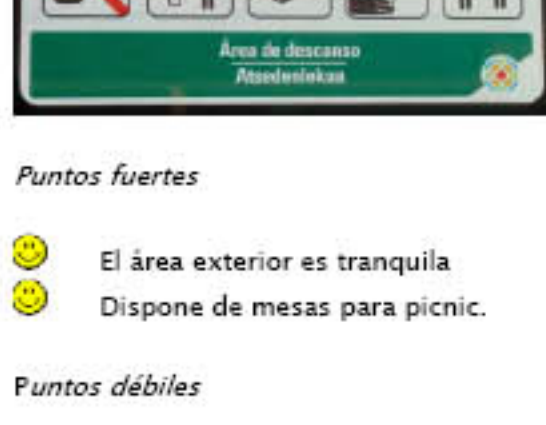 Área de descanso
Atsedenlekua
Puntos fuertes
El área exterior es tranquila
Dispone de mesas para picnic.
Puntos débiles